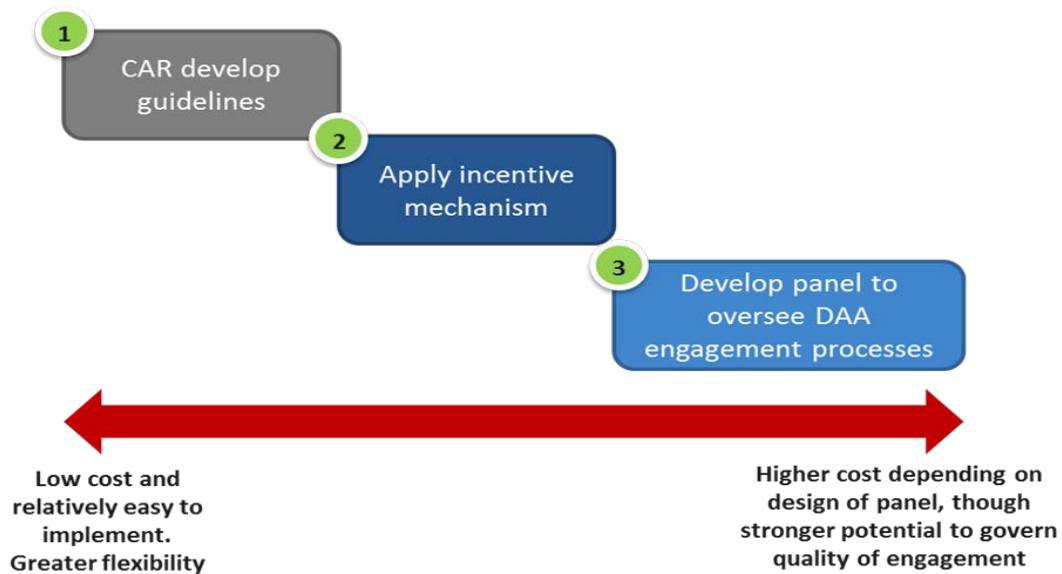 1
CAR develop
guidelines
2
Apply incentive
mechanism
3
Develop panel to
oversee DAA
engagement processes
Low cost and
relatively easy to
implement.
Greater flexibility
Higher cost depending on
design of panel, though
stronger potential to govern
quality of engagement